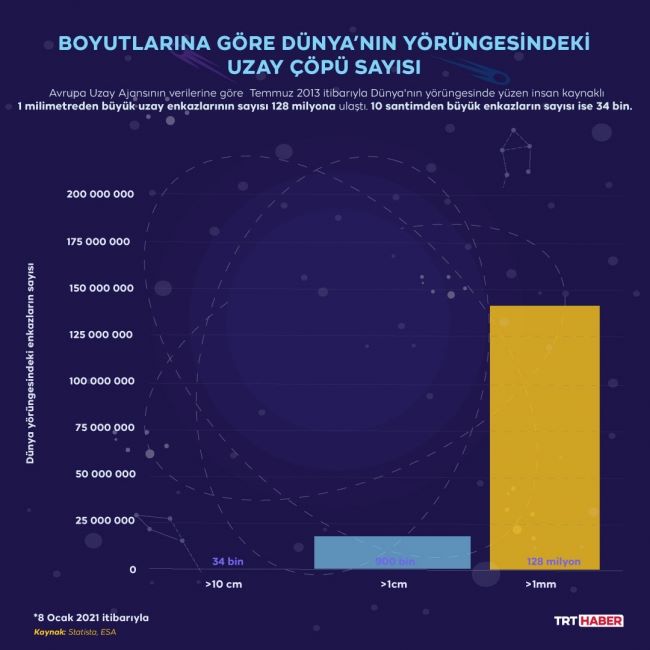 BOYUTLARINA GÖRE DÜNYA'NIN YÖRÜNGESİNDEKİ
UZAY ÇÖPÜ SAYISI
Avrupa Uzay Ajansının verilerine göre Temmuz 2013 itibarıyla Dünya'nın yörüngesinde yüzen insan kaynaklı
1 milimetreden büyük uzay enkazlarının sayısı 128 milyona ulaştı. 10 santimden büyük enkazların sayısı ise 34 bin.
Dünya yörüngesindeki enkazların sayısı
200 000 000
175 000 000
150 000 000
125 000 000
100 000 000
75 000 000
50 000 000
25 000 000
0
34 bin
900 bin
128 milyon
>10 cm
>1cm
>1mm
*8 Ocak 2021 itibarıyla
Kaynak: Statista, ESA
TRT HABER